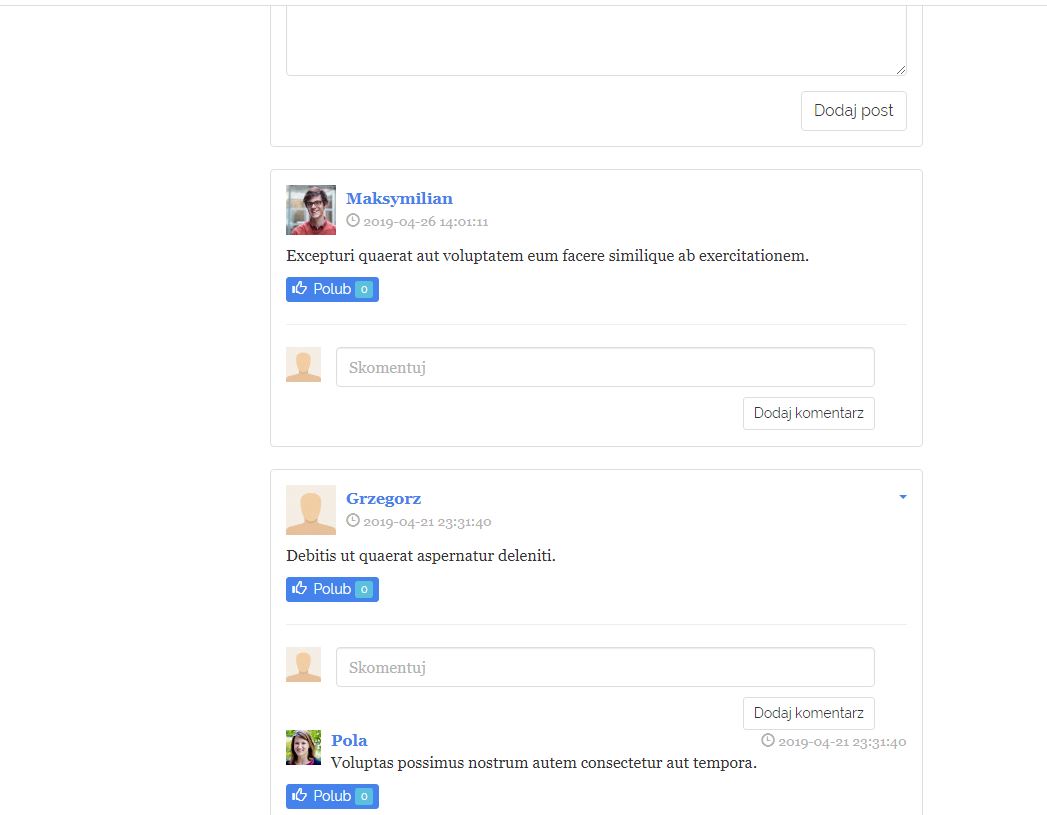 Dodaj post
Maksymilian
2019-04-26 14:01:11
Excepturi quaerat aut voluptatem eum facere similique ab exercitationem.
Polub 0
Skomentuj
Dodaj komentarz
Grzegorz
2019-04-21 23:31:40
Debitis ut quaerat aspernatur deleniti.
Polub 0
Skomentuj
Dodaj komentarz
Pola 2019-04-21 23:31:40
Voluptas possimus nostrum autem consectetur aut tempora.
Polub 0